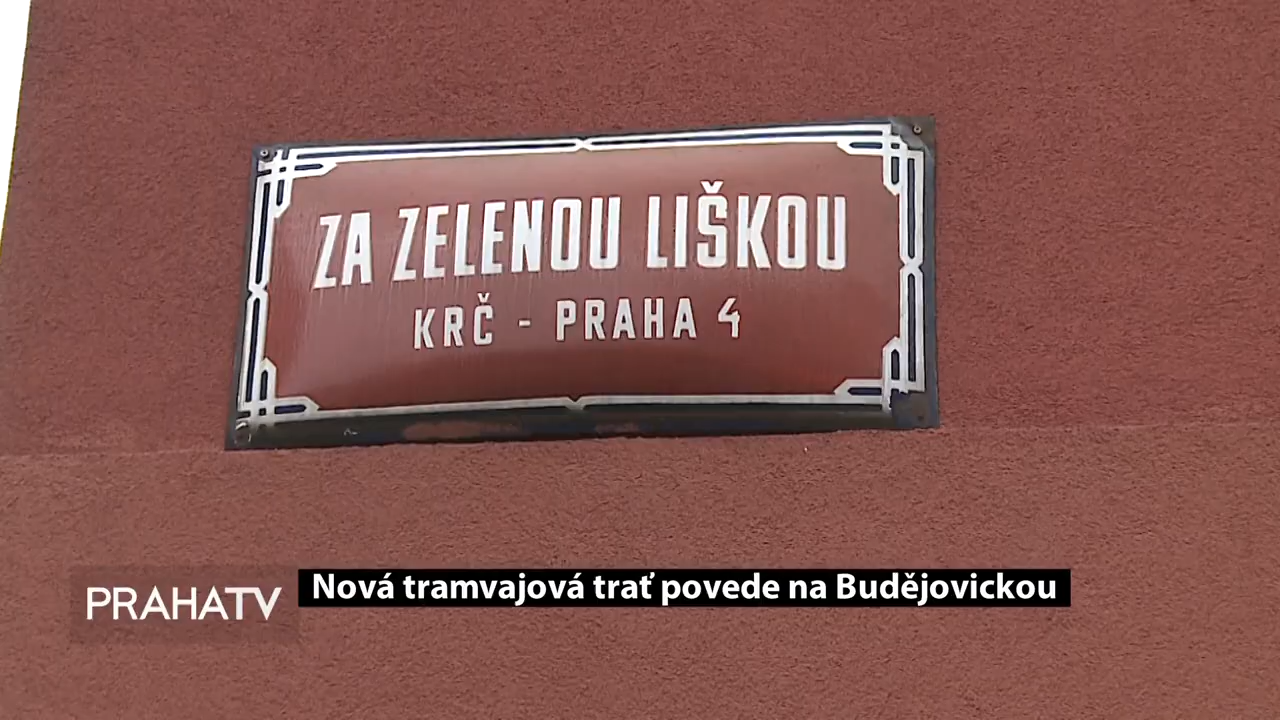 ZA ZELENOU LIŠKOU
KRČ - PRAHA 4
Nová tramvajová trať povede na Budějovickou
PRAHATV